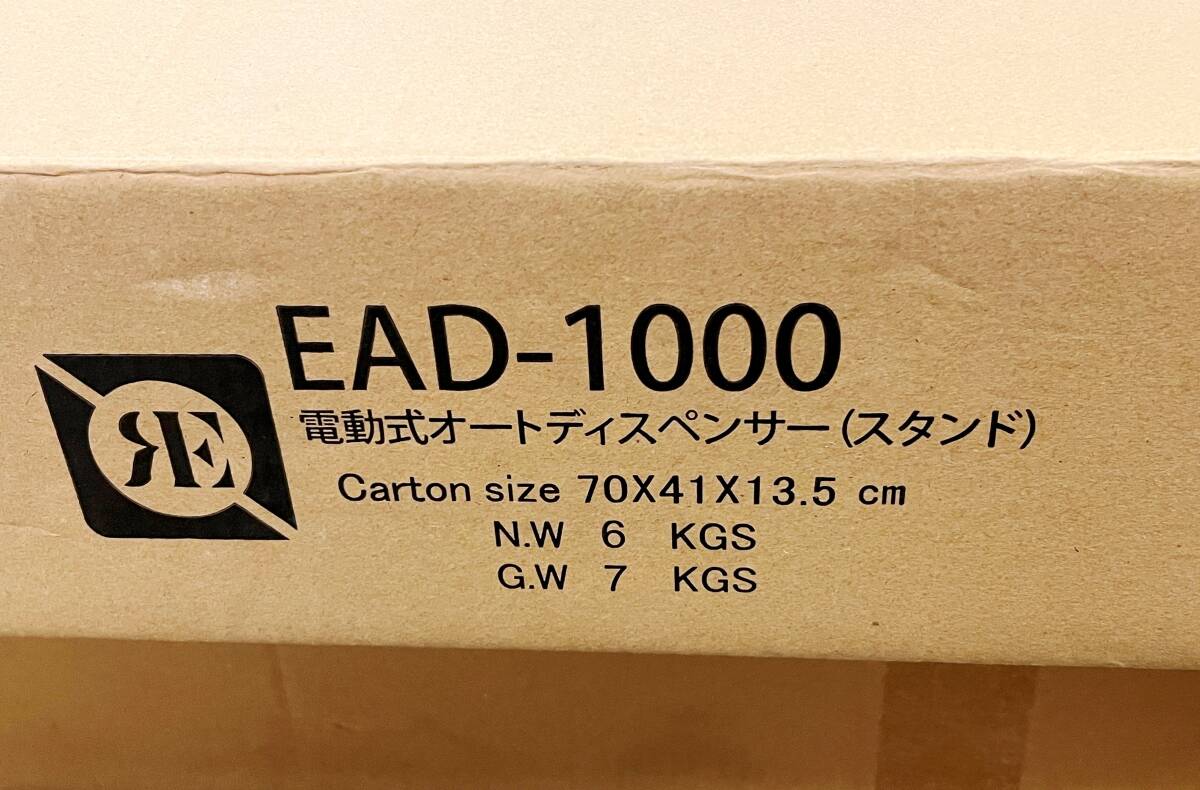 EAD-1000
電動式オートディスペンサー(スタンド)
RE
Carton size 70X41X13.5 cm
N.W 6 KGS
G.W 7 KGS